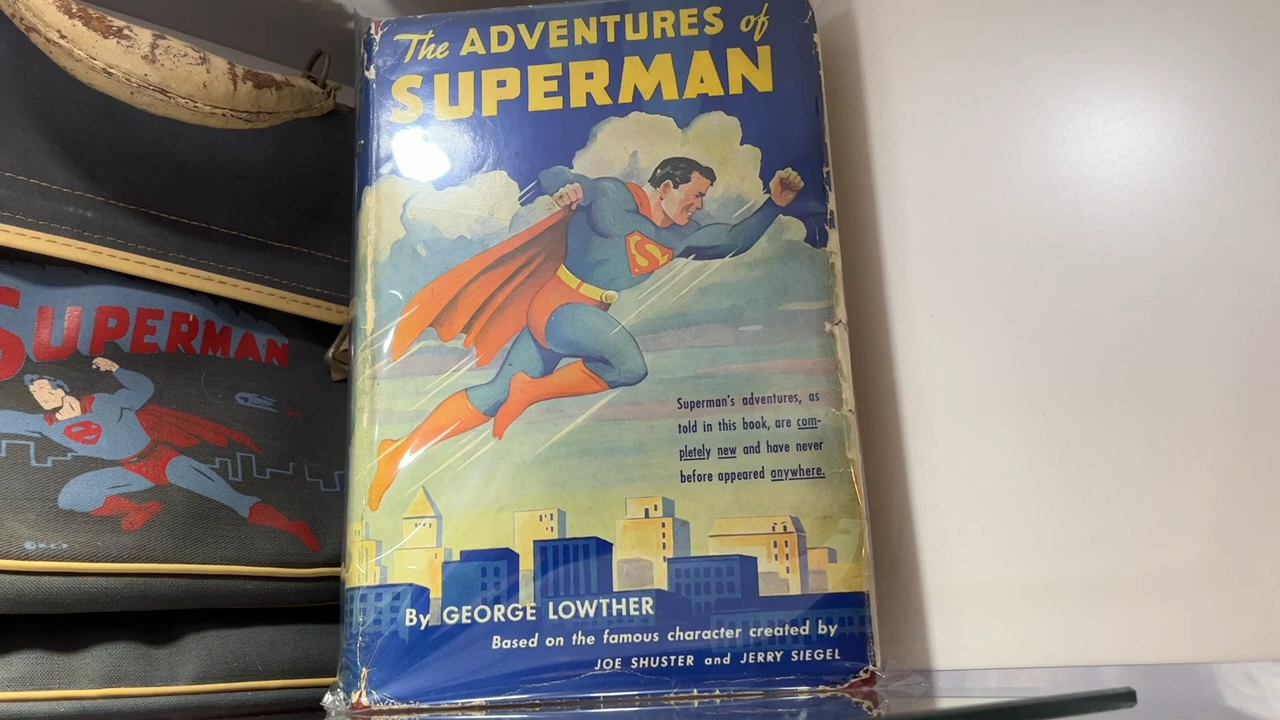 The ADVENTURES of
SUPERMAN
Superman's adventures, as
told in this book, are com-
pletely new and have never
before appeared anywhere.
By GEORGE LOWTHER
Based on the famous character created by
JOE SHUSTER and JERRY SIEGEL
SUPERMAN